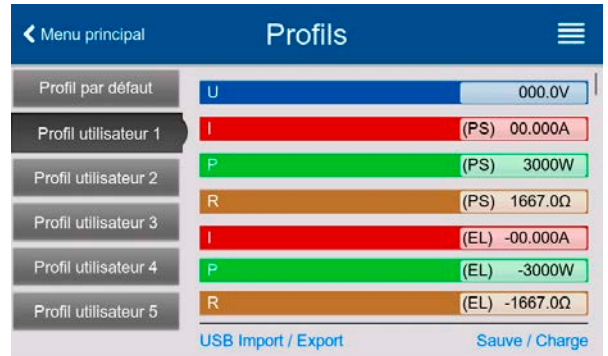 Menu principal
Profils
Profil par défaut
Profil utilisateur 1
Profil utilisateur 2
Profil utilisateur 3
Profil utilisateur 4
Profil utilisateur 5
U 000.0V
I (PS) 00.000A
P (PS) 3000W
R (PS) 1667.0Ω
I (EL) -00.000A
P (EL) -3000W
R (EL) -1667.0Ω
USB Import / Export
Sauve / Charge